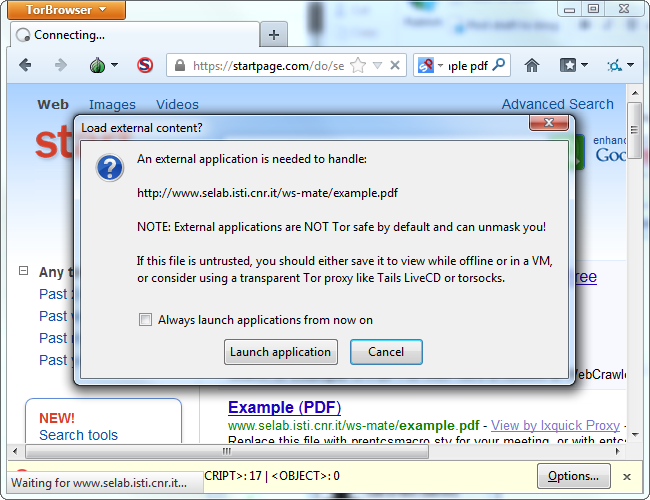 TorBrowser
Connecting...
https://startpage.com/do/se
ple pdf
Web Images Videos Advanced Search
st
enhanc
Goo
Load external content?
An external application is needed to handle:
http://www.selab.isti.cnr.it/ws-mate/example.pdf
NOTE: External applications are NOT Tor safe by default and can unmask you!
If this file is untrusted, you should either save it to view while offline or in a VM,
or consider using a transparent Tor proxy like Tails LiveCD or torsocks.
Always launch applications from now on
Launch application Cancel
Any t
Past
Past
Past
Past
ree
ebCrawle
NEW!
Search tools
Example (PDF)
www.selab.isti.cnr.it/ws-mate/example.pdf - View by Ixquick Proxy -
Replace this file with prentcsmacro.sty for your meeting, or with entcs
CRIPT>: 17 | <OBJECT>: 0
Options...
Waiting for www.selab.isti.cnr.it...